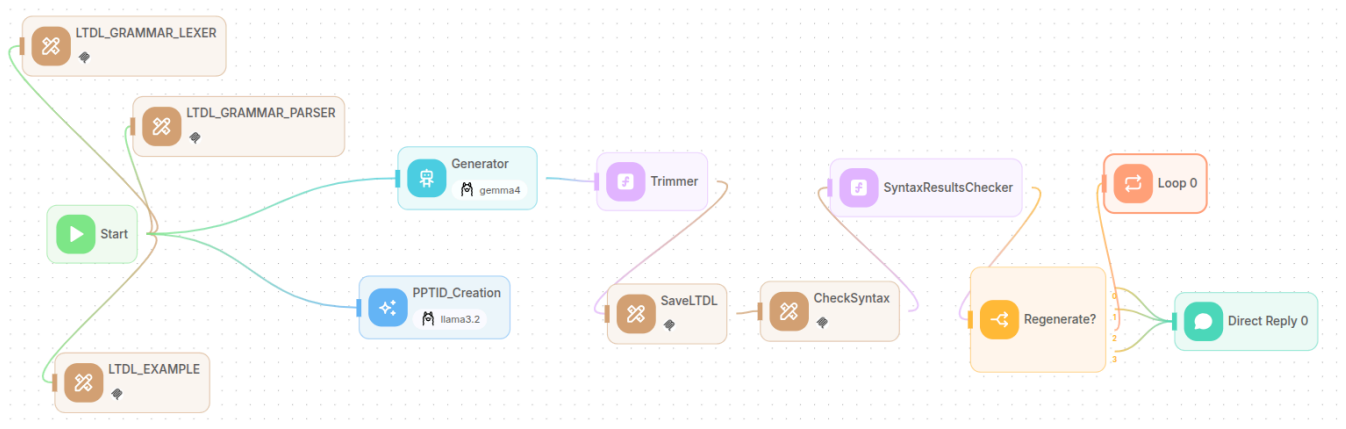 LTDL_GRAMMAR_LEXER
LTDL_GRAMMAR_PARSER
Generator
gemma4
Trimmer
SyntaxResultsChecker
Loop 0
Start
PPTID_Creation
llama3.2
SaveLTDL
CheckSyntax
Regenerate?
0
1
2
3
Direct Reply 0
LTDL_EXAMPLE